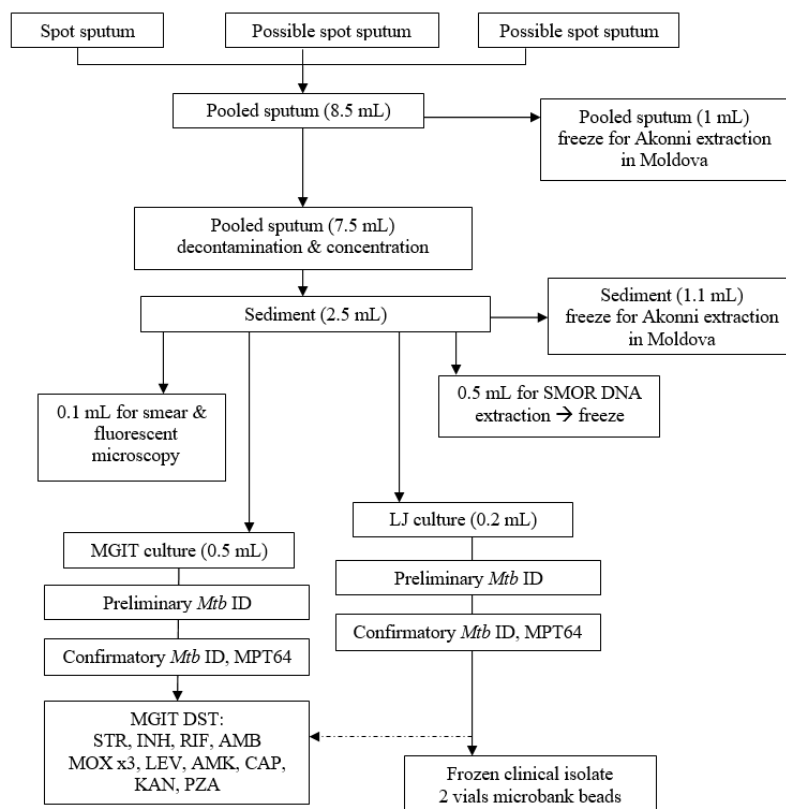 Spot sputum
Possible spot sputum
Possible spot sputum
Pooled sputum (8.5 mL)
Pooled sputum (1 mL)
freeze for Akonni extraction
in Moldova
Pooled sputum (7.5 mL)
decontamination & concentration
Sediment (2.5 mL)
Sediment (1.1 mL)
freeze for Akonni extraction
in Moldova
0.1 mL for smear &
fluorescent
microscopy
0.5 mL for SMOR DNA
extraction → freeze
MGIT culture (0.5 mL)
Preliminary Mtb ID
Confirmatory Mtb ID, MPT64
MGIT DST:
STR, INH, RIF, AMB
MOX x3, LEV, AMK, CAP,
KAN, PZA
LJ culture (0.2 mL)
Preliminary Mtb ID
Confirmatory Mtb ID, MPT64
Frozen clinical isolate
2 vials microbank beads